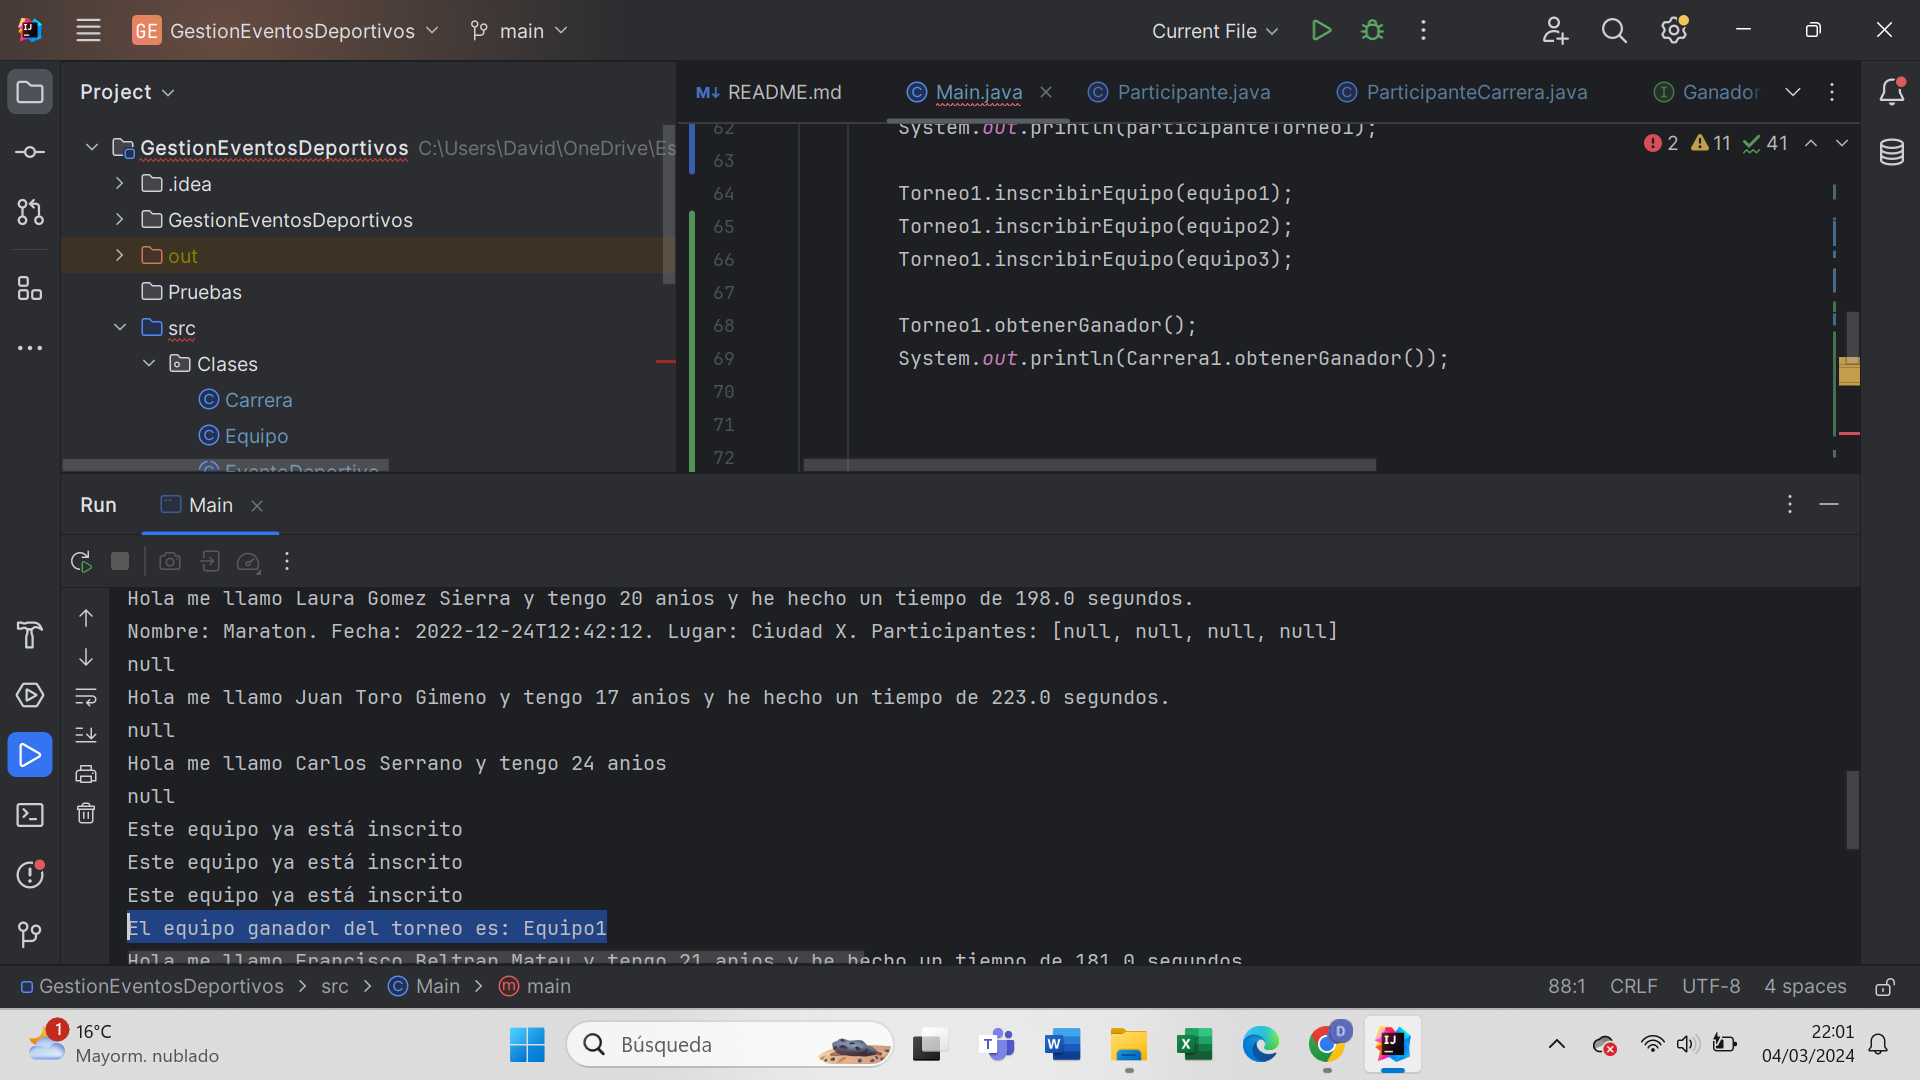 GE GestionEventosDeportivos main Current File
Project
README.md Main.java Participante.java ParticipanteCarrera.java Ganador
GestionEventosDeportivos C:\Users\David\OneDrive\Es
.idea
GestionEventosDeportivos
out
Pruebas
src
Clases
Carrera
Equipo
EventoDeportivo
2 11 41
62 System.out.println(participanteTorneo1);
63
64 Torneo1.inscribirEquipo(equipo1);
65 Torneo1.inscribirEquipo(equipo2);
66 Torneo1.inscribirEquipo(equipo3);
67
68 Torneo1.obtenerGanador();
69 System.out.println(Carrera1.obtenerGanador());
70
71
72
Run Main
Hola me llamo Laura Gomez Sierra y tengo 20 anios y he hecho un tiempo de 198.0 segundos.
Nombre: Maraton. Fecha: 2022-12-24T12:42:12. Lugar: Ciudad X. Participantes: [null, null, null, null]
null
Hola me llamo Juan Toro Gimeno y tengo 17 anios y he hecho un tiempo de 223.0 segundos.
null
Hola me llamo Carlos Serrano y tengo 24 anios
null
Este equipo ya está inscrito
Este equipo ya está inscrito
Este equipo ya está inscrito
El equipo ganador del torneo es: Equipo1
Hola me llamo Francisco Beltran Mateu y tengo 21 anios y he hecho un tiempo de 181.0 segundos
GestionEventosDeportivos > src > Main > main 88:1 CRLF UTF-8 4 spaces
1 16°C
Mayorm. nublado
Búsqueda
22:01
04/03/2024